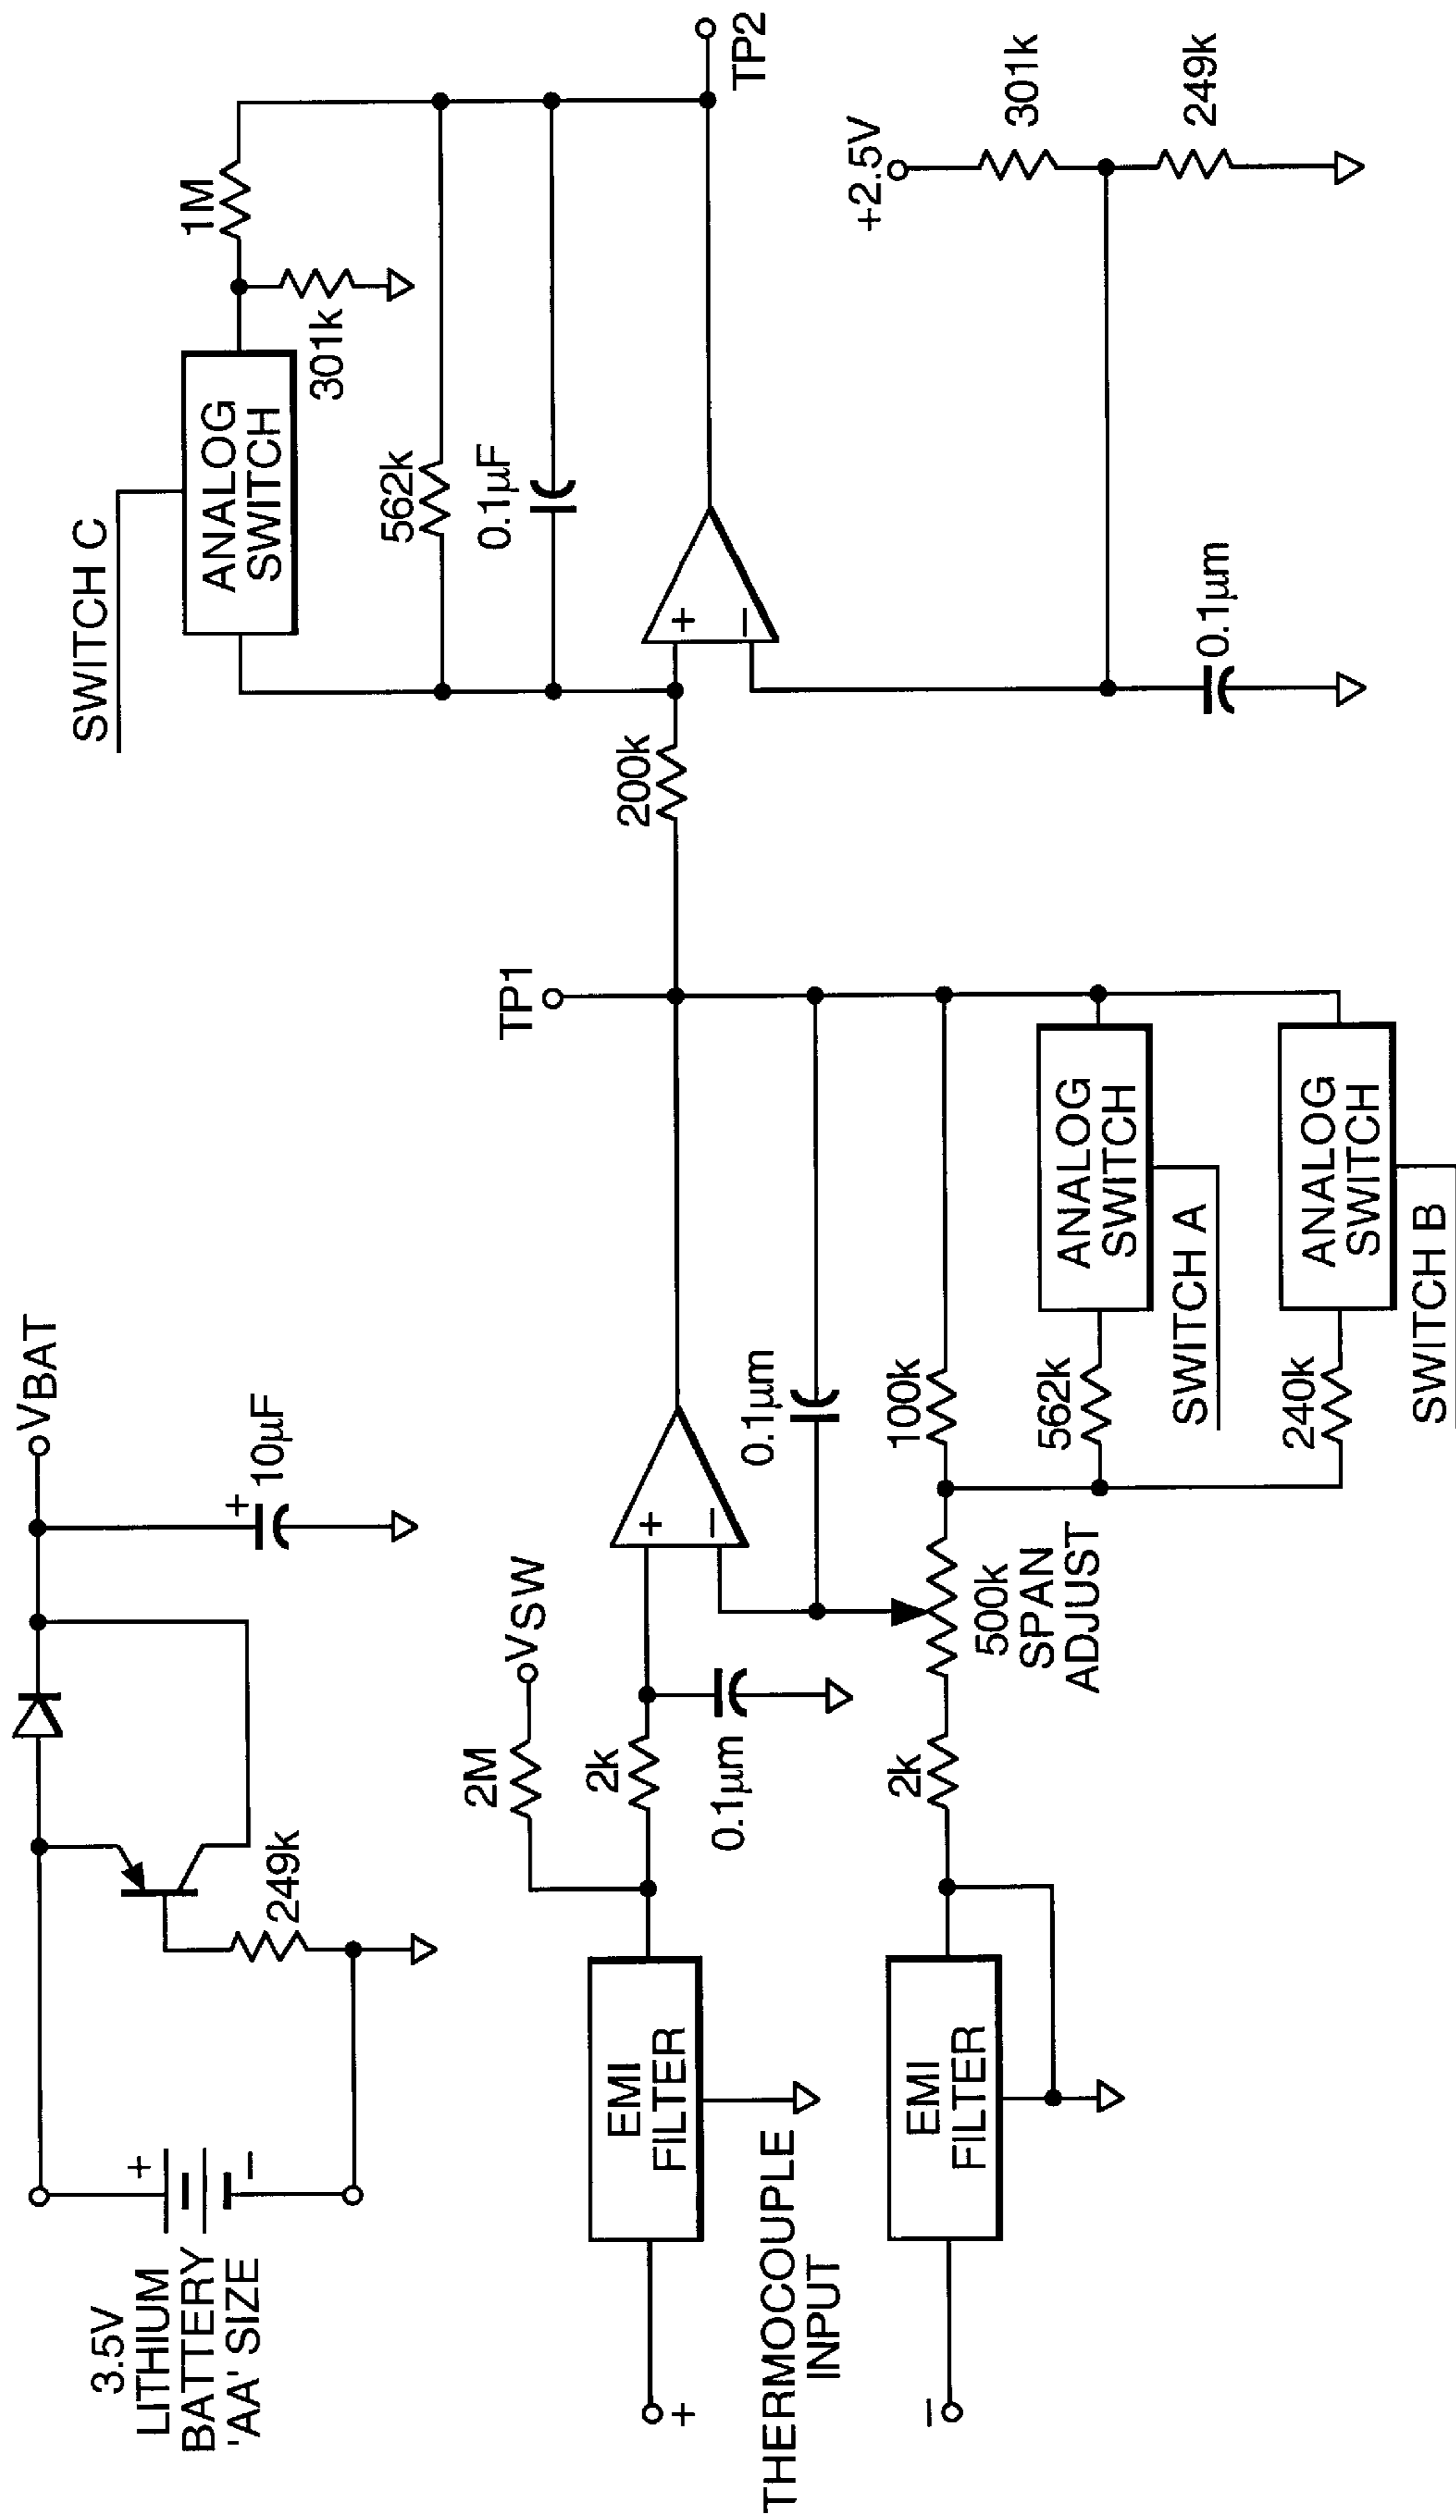 3.5V
LITHIUM
BATTERY
'AA' SIZE
+
−
249k
+
10µF
VBAT
THERMOCOUPLE
INPUT
+
−
EMI
FILTER
EMI
FILTER
2M
VSW
2k
0.1µm
2k
+
−
0.1µm
500k
SPAN
ADJUST
100k
562k
240k
ANALOG
SWITCH
SWITCH A
ANALOG
SWITCH
SWITCH B
TP1
200k
SWITCH C
ANALOG
SWITCH
301k
1M
562k
0.1µF
+
−
TP2
0.1µm
+2.5V
301k
249k